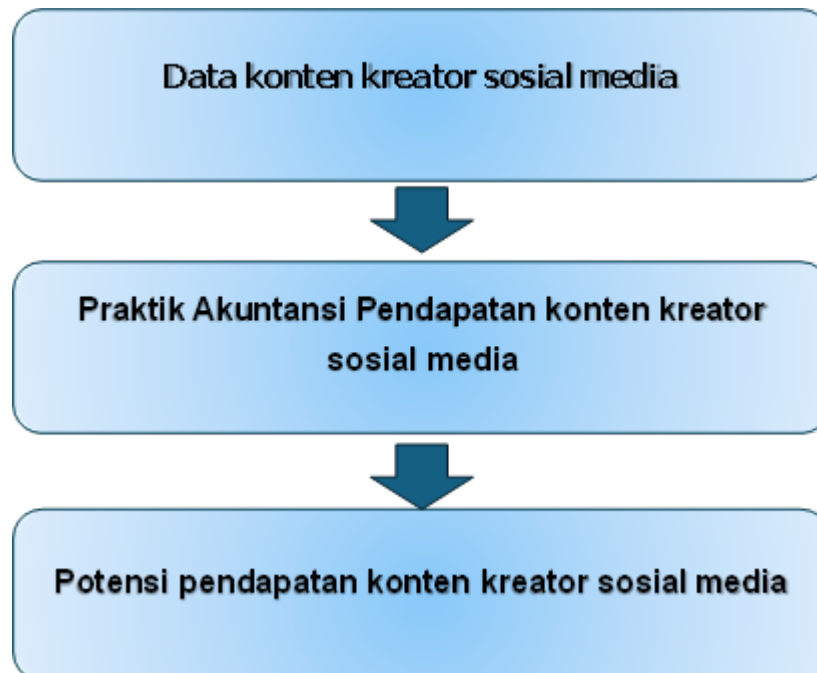 Data konten kreator sosial media
Praktik Akuntansi Pendapatan konten kreator
sosial media
Potensi pendapatan konten kreator sosial media